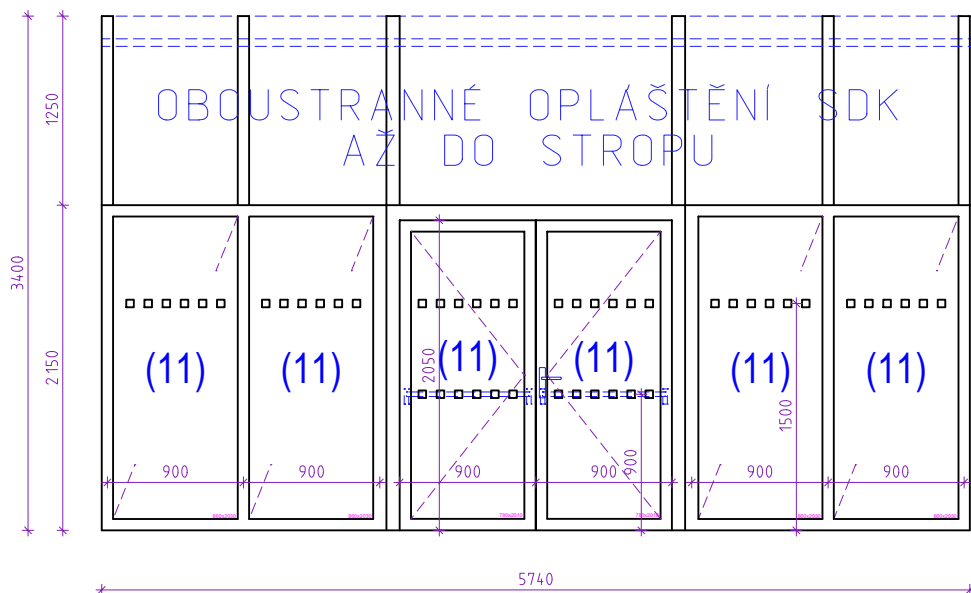 OBOUSTRANNÉ OPLÁŠTĚNÍ SDK
AŽ DO STROPU
1250
3400
2150
2050
(11) (11) (11) (11) (11) (11)
1500
900
900 900 900 900 900 900
5740